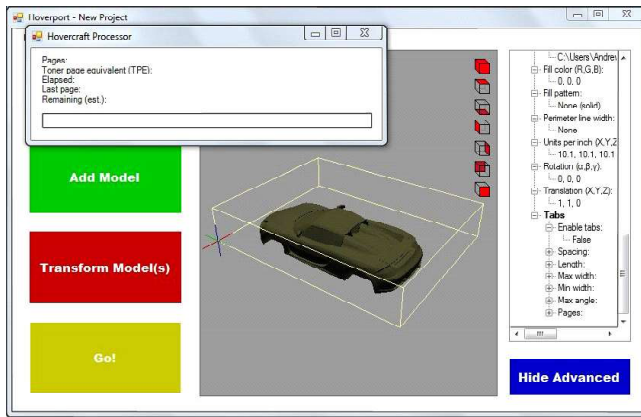 Hoverport - New Project
Hovercraft Processor
Pages:
Toner page equivalent (TPE):
Elapsed:
Last page:
Remaining (est.):
Add Model
Transform Model(s)
Go!
C:\Users\Andrew
Fill color (R,G,B):
0, 0, 0
Fill pattern:
None (solid)
Perimeter line width:
None
Units per inch (X,Y,Z
10.1, 10.1, 10.1
Rotation (α,β,γ):
0, 0, 0
Translation (X,Y,Z):
1, 1, 0
Tabs
Enable tabs:
False
Spacing:
Length:
Max width:
Min width:
Max angle:
Pages:
Hide Advanced